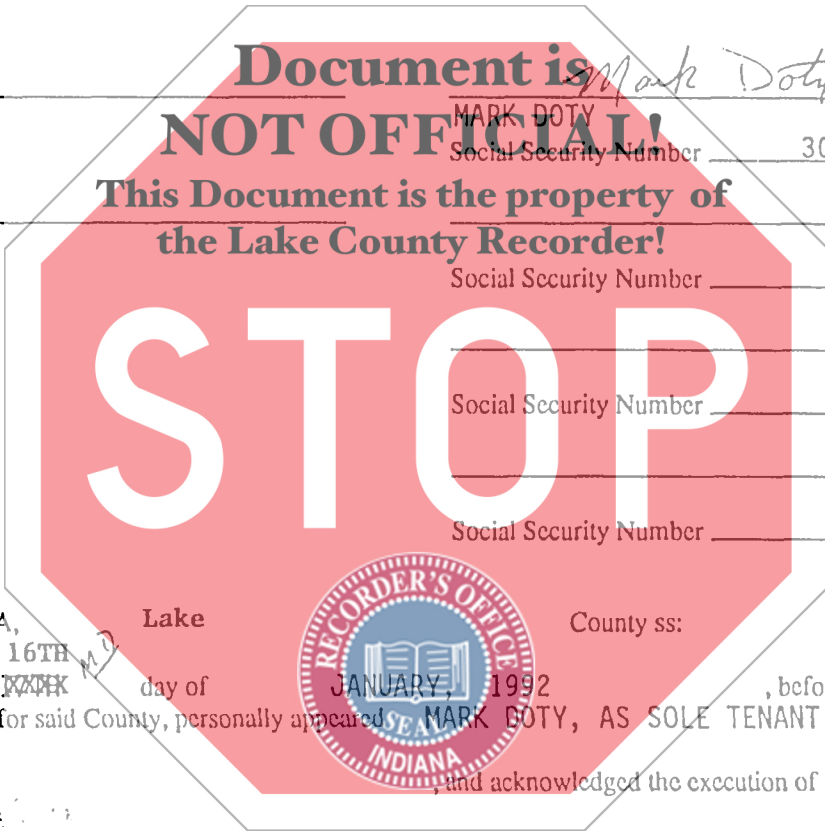 Document is
Mark Doty
NOT OFFICIAL!
MARK DOTY
Social Security Number 30
This Document is the property of
the Lake County Recorder!
Social Security Number
STOP
Social Security Number
Social Security Number
RECORDER'S OFFICE
SEAL
INDIANA
A, Lake County ss:
16TH MD
day of JANUARY, 1992 , befo
for said County, personally appeared MARK DOTY, AS SOLE TENANT
, and acknowledged the execution of